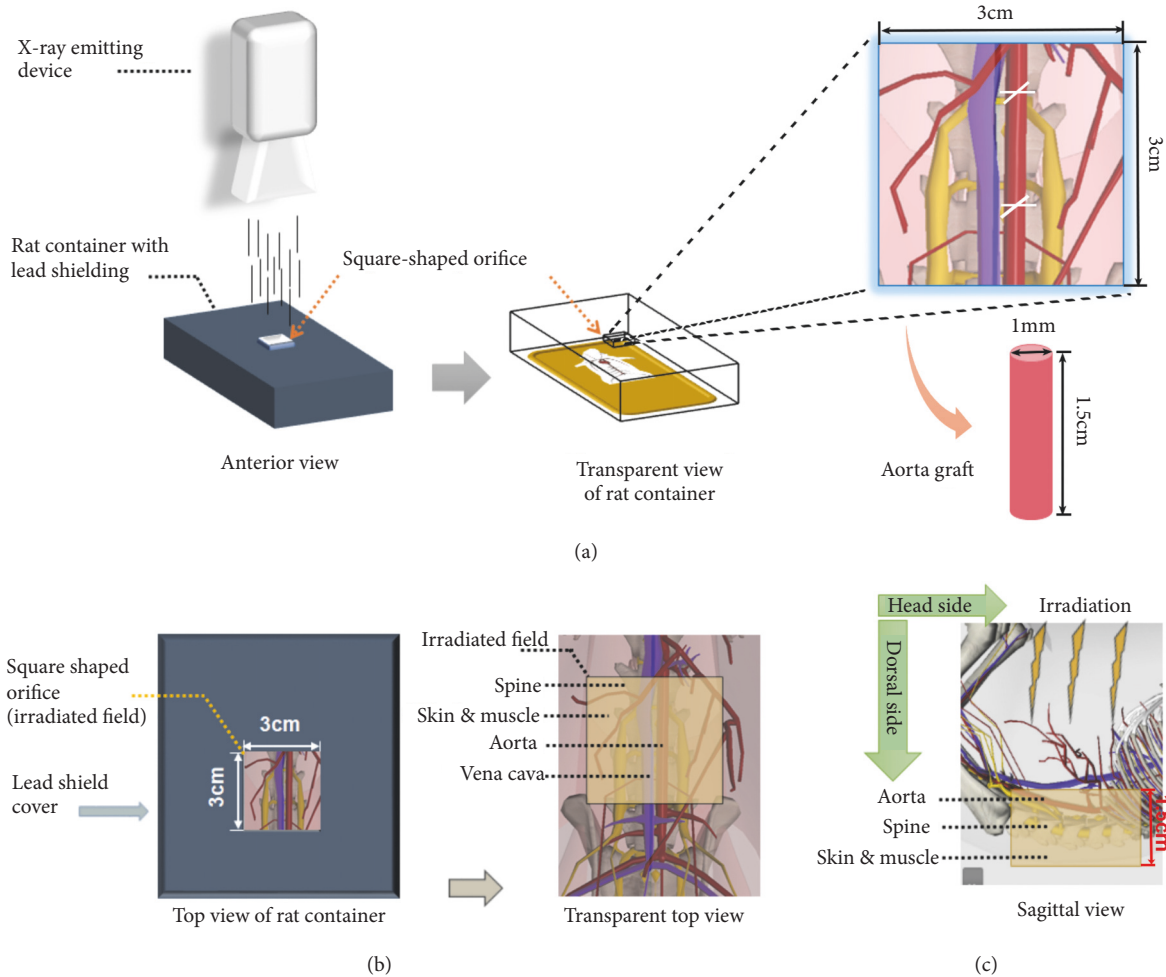 X-ray emitting
device
Rat container with
lead shielding
Square-shaped orifice
3cm
3cm
1mm
1.5cm
Aorta graft
Anterior view
Transparent view
of rat container
(a)
Square shaped
orifice
(irradiated field)
Lead shield
cover
3cm
3cm
Top view of rat container
Irradiated field
Spine
Skin & muscle
Aorta
Vena cava
Transparent top view
(b)
Head side
Irradiation
Dorsal side
Aorta
Spine
Skin & muscle
Sagittal view
(c)